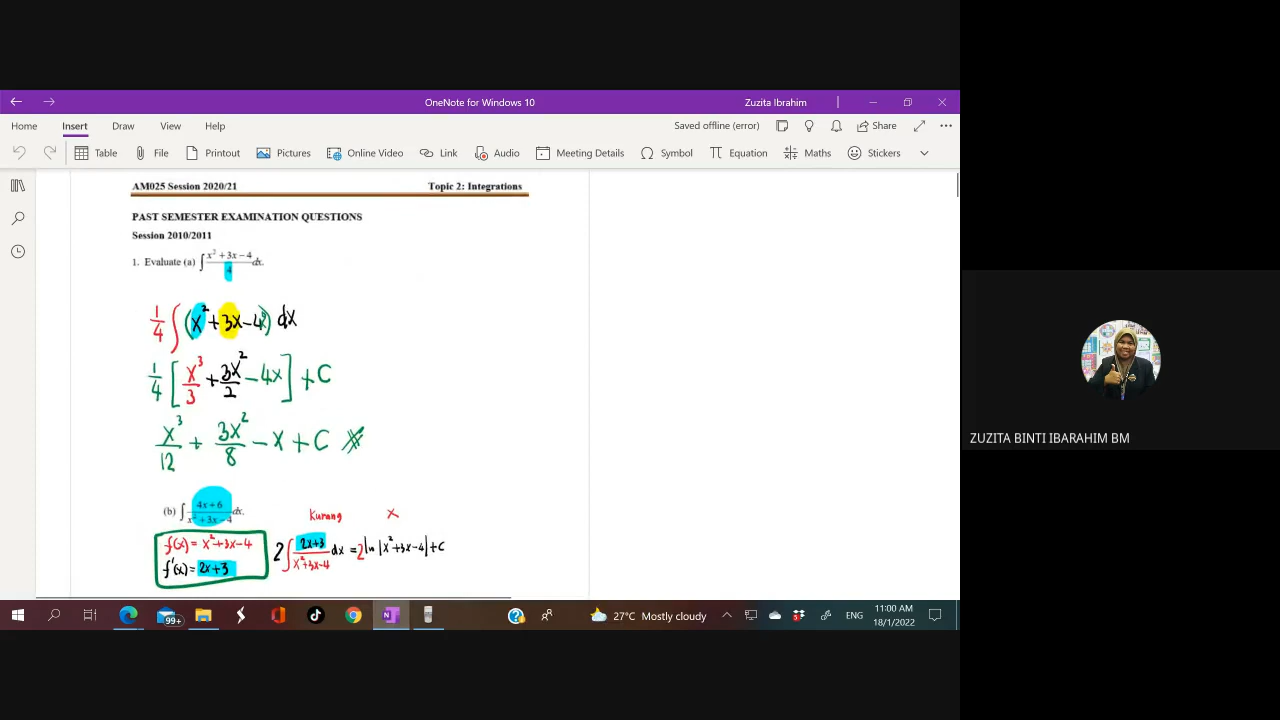 OneNote for Windows 10
Zuzita Ibrahim
Home Insert Draw View Help
Saved offline (error) Share
Table File Printout Pictures Online Video Link Audio Meeting Details Symbol Equation Maths Stickers
AM025 Session 2020/21 Topic 2: Integrations
PAST SEMESTER EXAMINATION QUESTIONS
Session 2010/2011
1. Evaluate (a) ∫ (x² + 3x − 4)/4 dx.
1/4 ∫ (x² + 3x − 4) dx
1/4 [x³/3 + 3x²/2 − 4x] + C
x³/12 + 3x²/8 − x + C
(b) ∫ (4x + 6)/(x² + 3x − 4) dx.
Kurang x
f(x) = x² + 3x − 4
f'(x) = 2x + 3
2 ∫ (2x + 3)/(x² + 3x − 4) dx = 2 ln |x² + 3x − 4| + C
ZUZITA BINTI IBARAHIM BM
99+
27°C Mostly cloudy
ENG
11:00 AM
18/1/2022